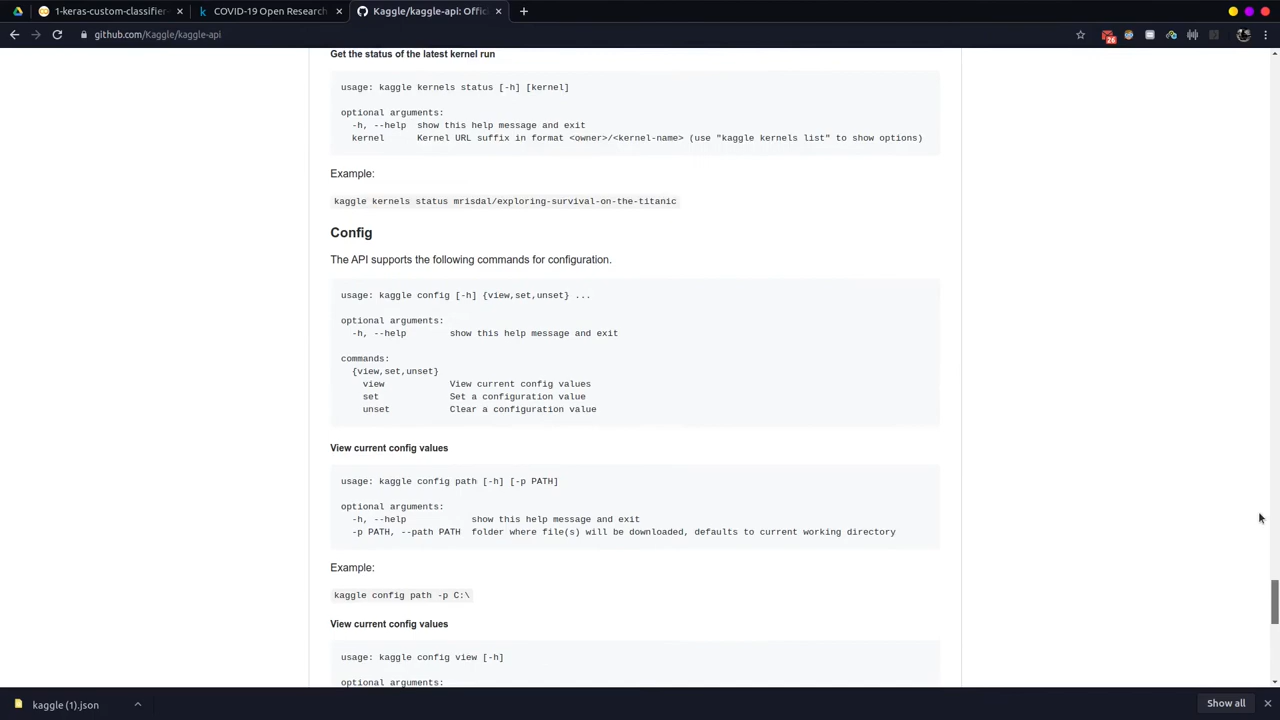 1-keras-custom-classifier
COVID-19 Open Research
Kaggle/kaggle-api: Offic
github.com/Kaggle/kaggle-api
26
Get the status of the latest kernel run
usage: kaggle kernels status [-h] [kernel]
optional arguments:
-h, --help  show this help message and exit
kernel      Kernel URL suffix in format <owner>/<kernel-name> (use "kaggle kernels list" to show options)
Example:
kaggle kernels status mrisdal/exploring-survival-on-the-titanic
Config
The API supports the following commands for configuration.
usage: kaggle config [-h] {view,set,unset} ...
optional arguments:
-h, --help          show this help message and exit
commands:
{view,set,unset}
view              View current config values
set               Set a configuration value
unset             Clear a configuration value
View current config values
usage: kaggle config path [-h] [-p PATH]
optional arguments:
-h, --help            show this help message and exit
-p PATH, --path PATH  folder where file(s) will be downloaded, defaults to current working directory
Example:
kaggle config path -p C:\
View current config values
usage: kaggle config view [-h]
optional arguments:
kaggle (1).json
Show all